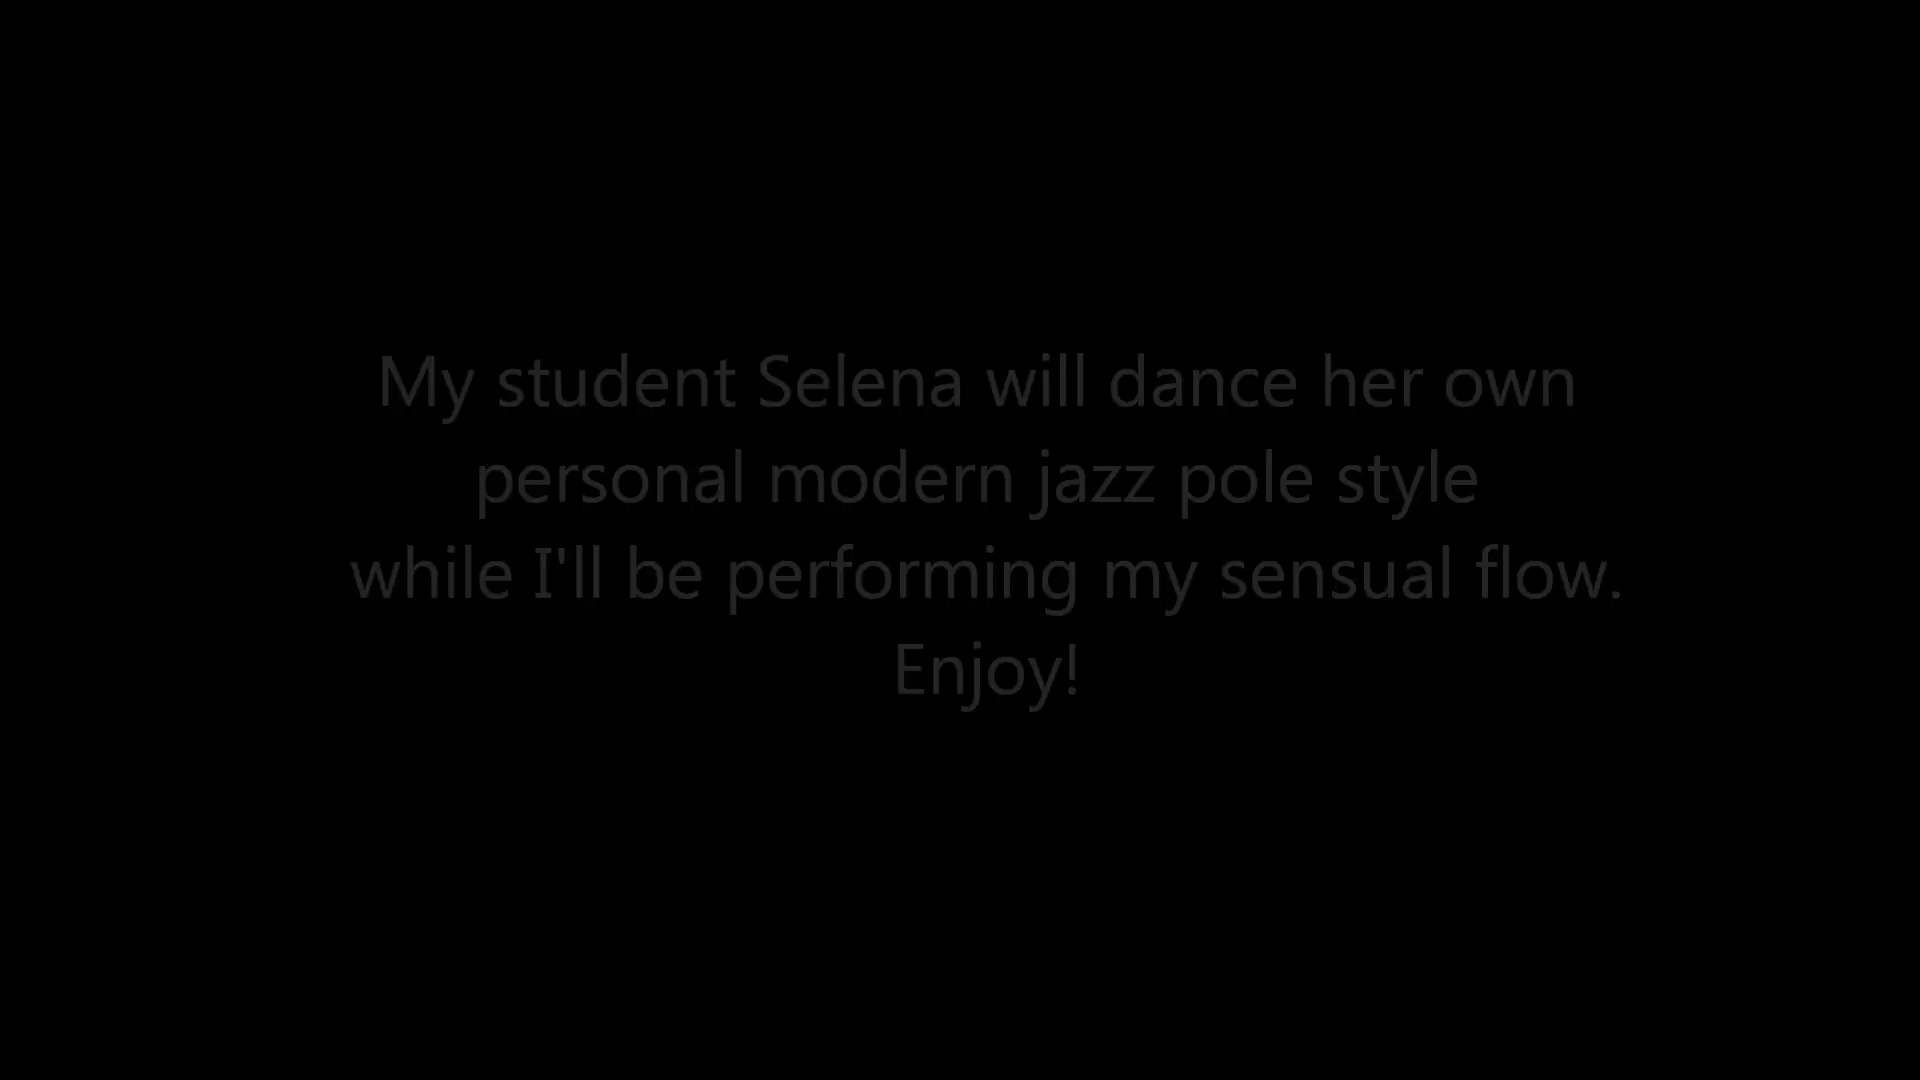 My student Selena will dance her own
personal modern jazz pole style
while I'll be performing my sensual flow.
Enjoy!